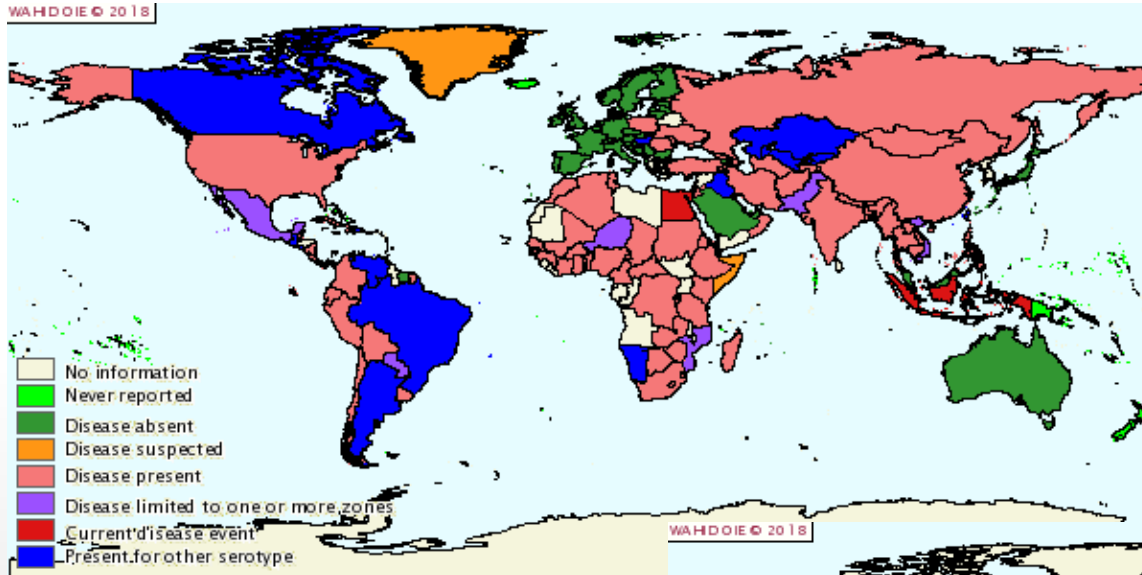 WAHIDOIE © 2018
No information
Never reported
Disease absent
Disease suspected
Disease present
Disease limited to one or more zones
Current disease event
Present for other serotype
WAHIDOIE © 2018